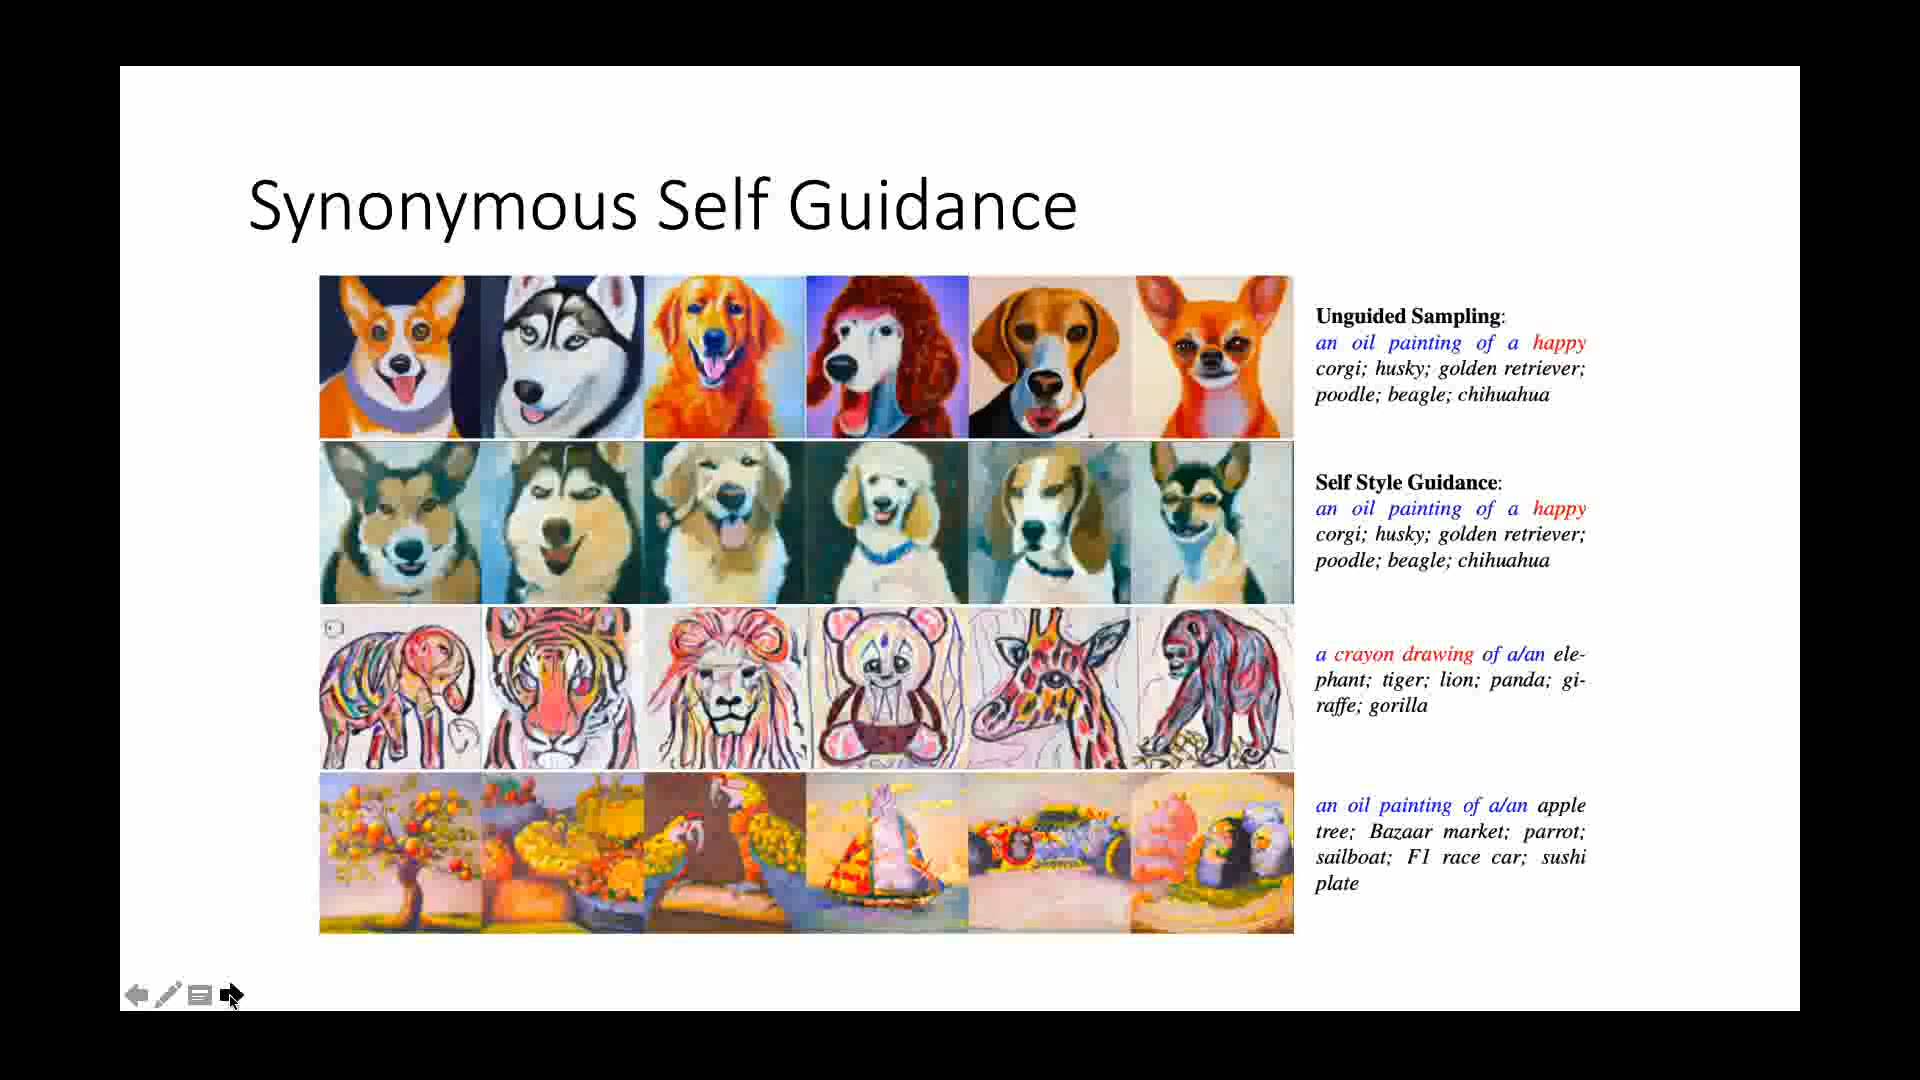 Synonymous Self Guidance
Unguided Sampling:
an oil painting of a happy
corgi; husky; golden retriever;
poodle; beagle; chihuahua
Self Style Guidance:
an oil painting of a happy
corgi; husky; golden retriever;
poodle; beagle; chihuahua
a crayon drawing of a/an ele-
phant; tiger; lion; panda; gi-
raffe; gorilla
an oil painting of a/an apple
tree; Bazaar market; parrot;
sailboat; F1 race car; sushi
plate